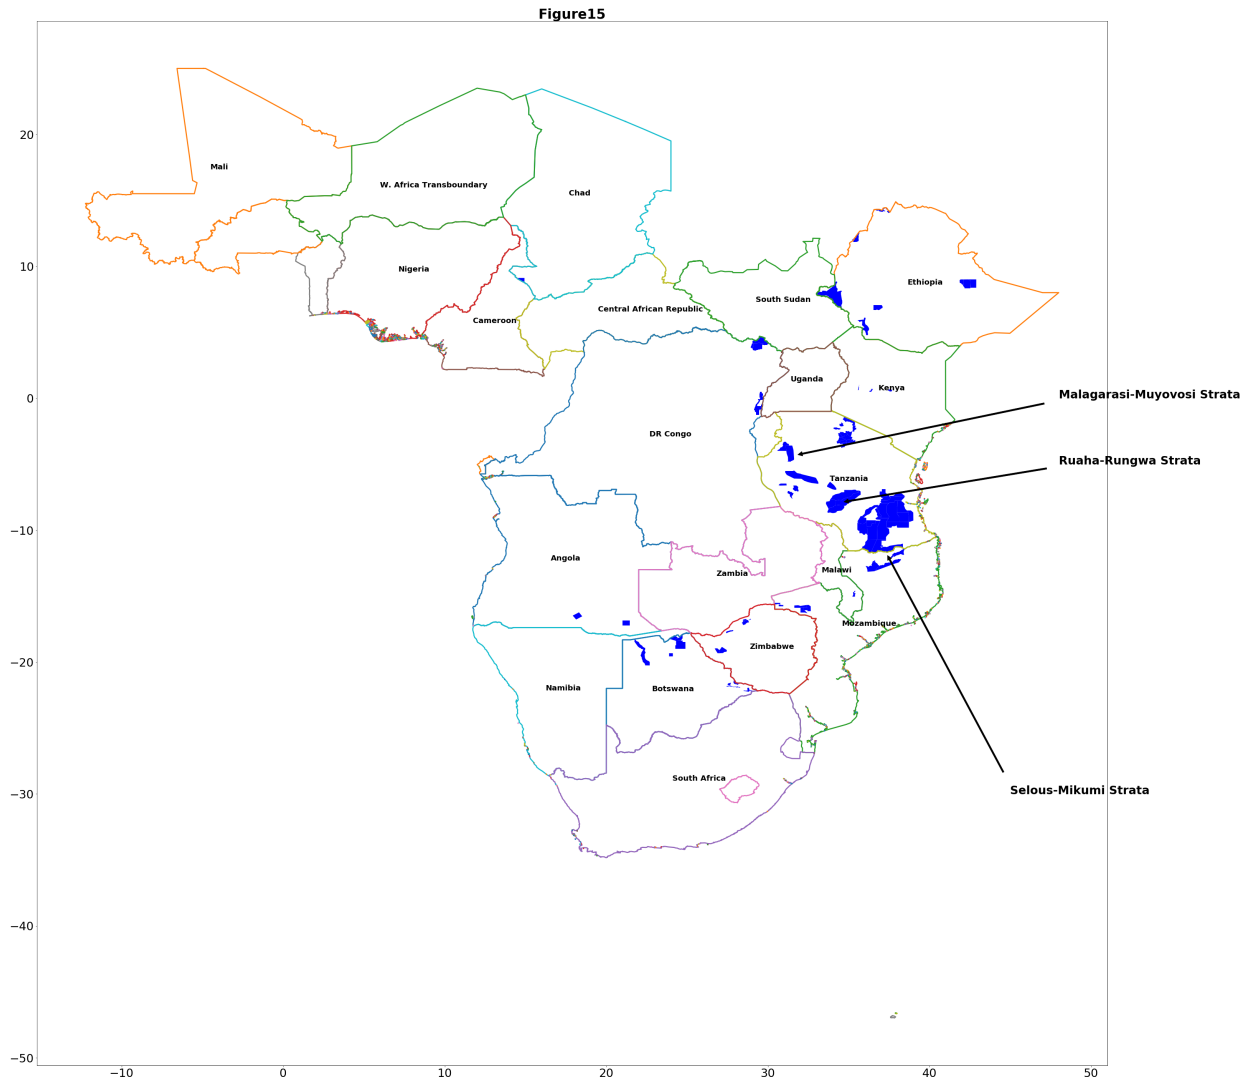 Figure15
20
10
0
−10
−20
−30
−40
−50
−10
0
10
20
30
40
50
Mali
W. Africa Transboundary
Chad
Nigeria
Ethiopia
South Sudan
Central African Republic
Cameroon
Uganda
Kenya
Malagarasi-Muyovosi Strata
DR Congo
Ruaha-Rungwa Strata
Tanzania
Angola
Zambia
Malawi
Mozambique
Zimbabwe
Namibia
Botswana
South Africa
Selous-Mikumi Strata